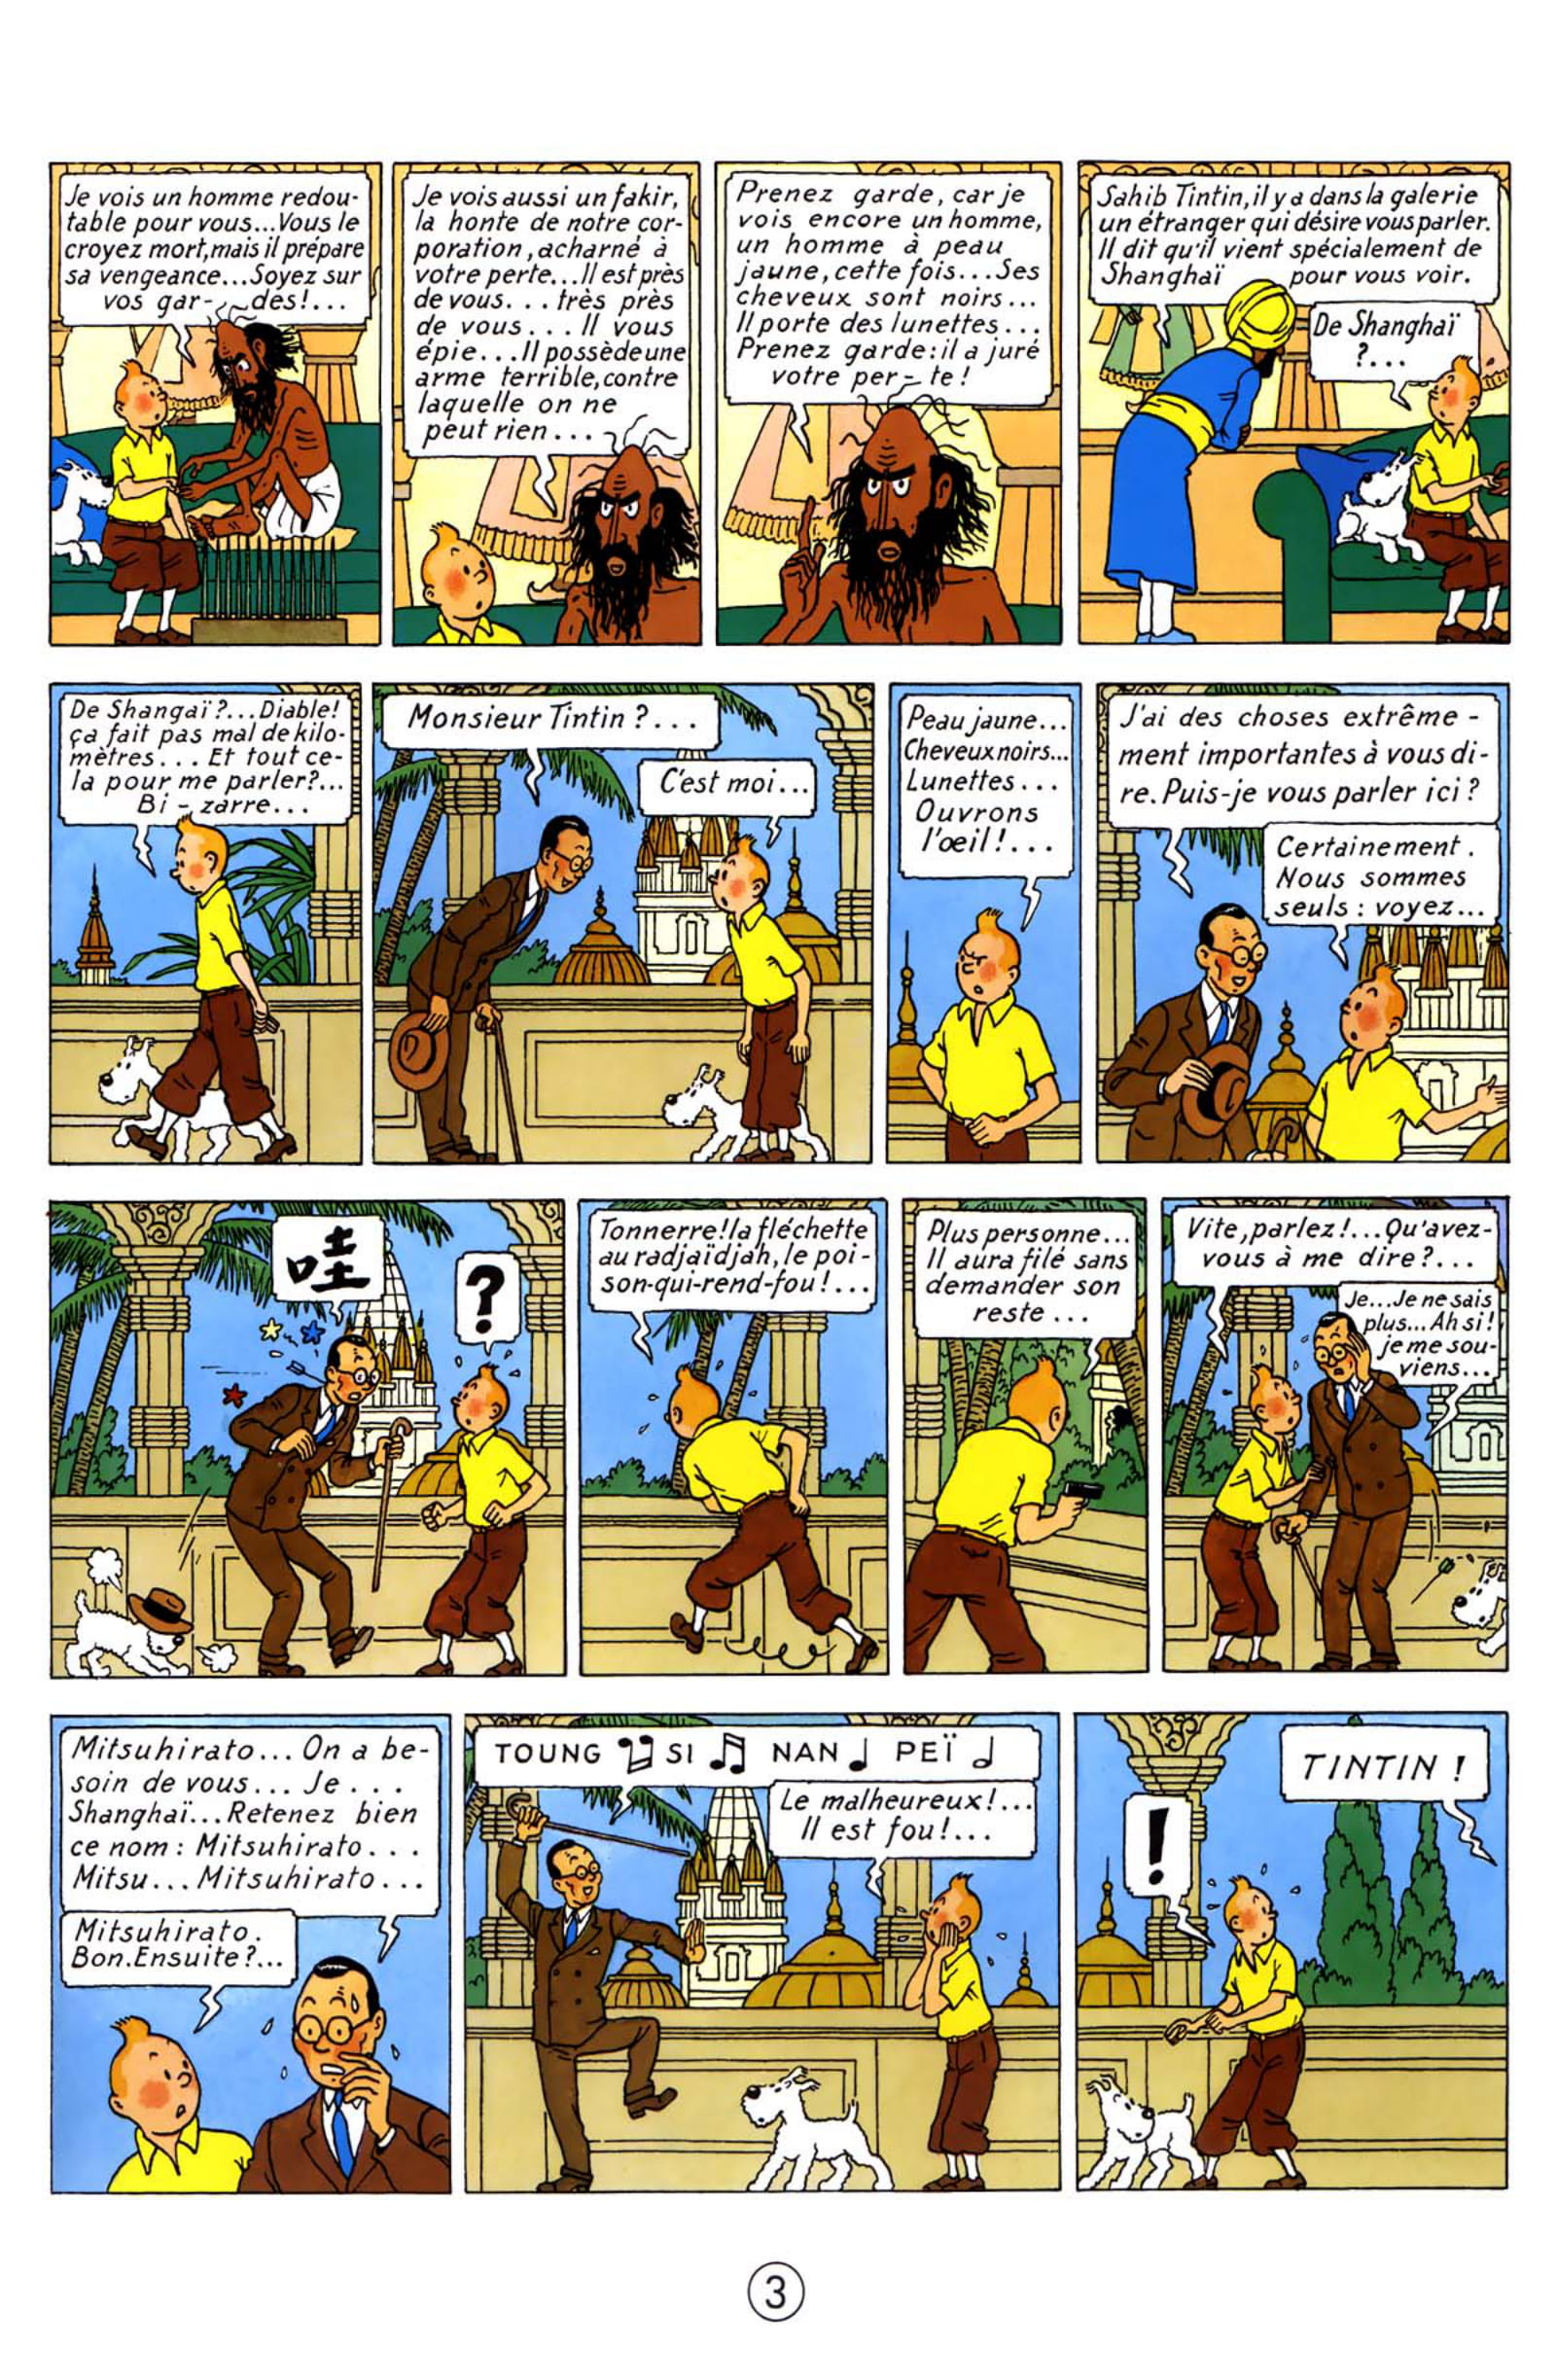 Je vois un homme redou-
table pour vous...Vous le
croyez mort,mais il prépare
sa vengeance...Soyez sur
vos gar- des!...
Je vois aussi un fakir,
la honte de notre cor-
poration, acharné à
votre perte...Il est près
de vous... très près
de vous... Il vous
épie...Il possède une
arme terrible, contre
laquelle on ne
peut rien...
Prenez garde, car je
vois encore un homme,
un homme à peau
jaune, cette fois...Ses
cheveux sont noirs...
Il porte des lunettes...
Prenez garde: il a juré
votre per- te!
Sahib Tintin, il y a dans la galerie
un étranger qui désire vous parler.
Il dit qu'il vient spécialement de
Shanghaï pour vous voir.
De Shanghaï
?...
De Shangaï?...Diable!
ça fait pas mal de kilo-
mètres... Et tout ce-
la pour me parler?...
Bi- zarre...
Monsieur Tintin?...
C'est moi...
Peau jaune...
Cheveux noirs...
Lunettes...
Ouvrons
l'œil!...
J'ai des choses extrême-
ment importantes à vous di-
re. Puis-je vous parler ici?
Certainement.
Nous sommes
seuls: voyez...
哇
?
Tonnerre! la fléchette
au radjaïdjah, le poi-
son-qui-rend-fou!...
Plus personne...
Il aura filé sans
demander son
reste...
Vite, parlez!...Qu'avez-
vous à me dire?...
Je...Je ne sais
plus...Ah si!
je me sou-
viens...
Mitsuhirato... On a be-
soin de vous... Je...
Shanghaï...Retenez bien
ce nom: Mitsuhirato...
Mitsu... Mitsuhirato...
Mitsuhirato.
Bon. Ensuite?...
TOUNG SI ♫ NAN ♩ PEÏ ♩
Le malheureux!...
Il est fou!...
!
TINTIN!
3